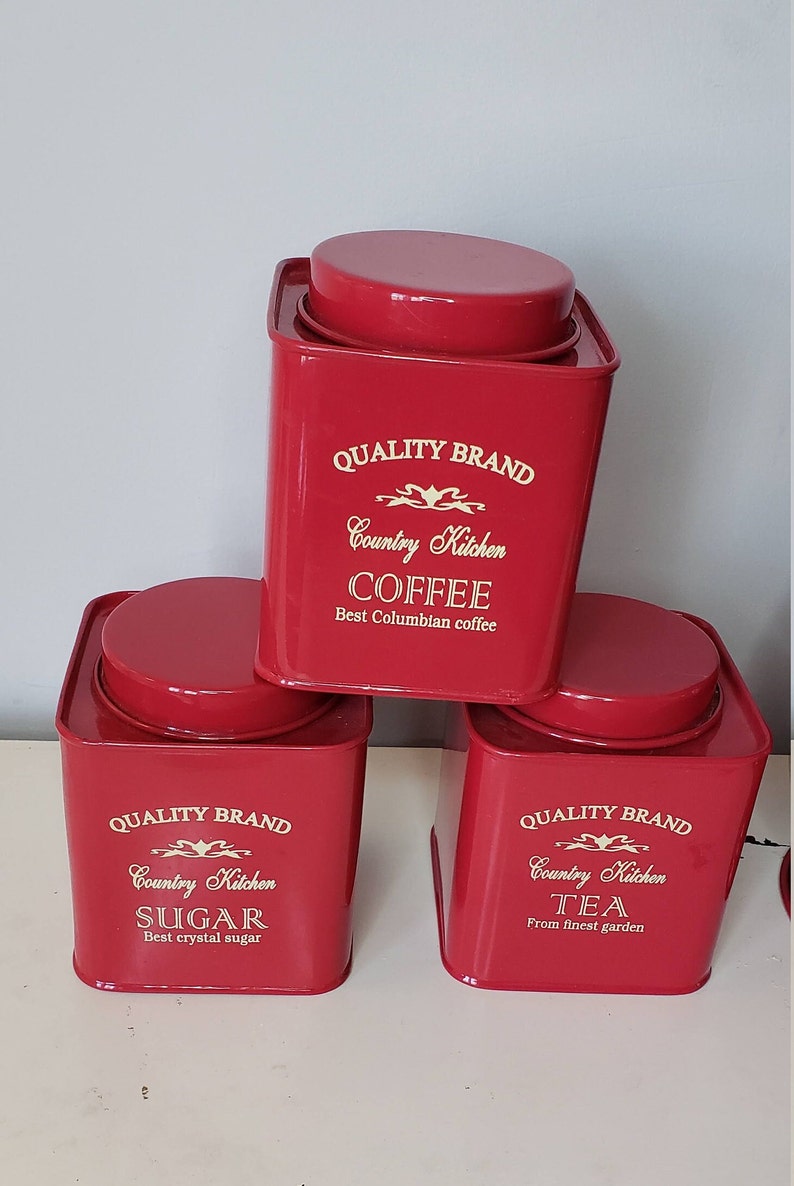 QUALITY BRAND
Country Kitchen
COFFEE
Best Columbian coffee
QUALITY BRAND
Country Kitchen
SUGAR
Best crystal sugar
QUALITY BRAND
Country Kitchen
TEA
From finest garden